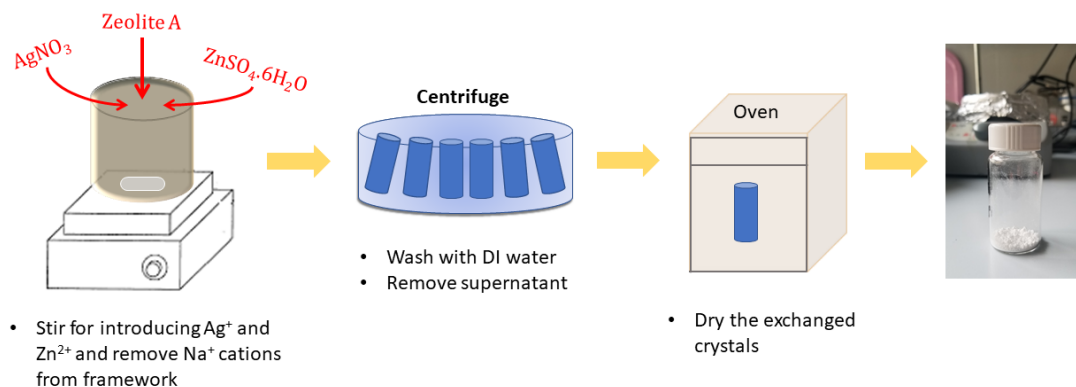 Zeolite A
AgNO₃
ZnSO₄.6H₂O
• Stir for introducing Ag⁺ and
Zn²⁺ and remove Na⁺ cations
from framework
Centrifuge
• Wash with DI water
• Remove supernatant
Oven
• Dry the exchanged
crystals